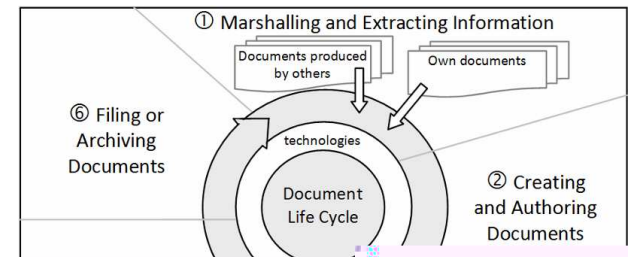 ① Marshalling and Extracting Information
Documents produced
by others
Own documents
⑥ Filing or
Archiving
Documents
technologies
Document
Life Cycle
② Creating
and Authoring
Documents